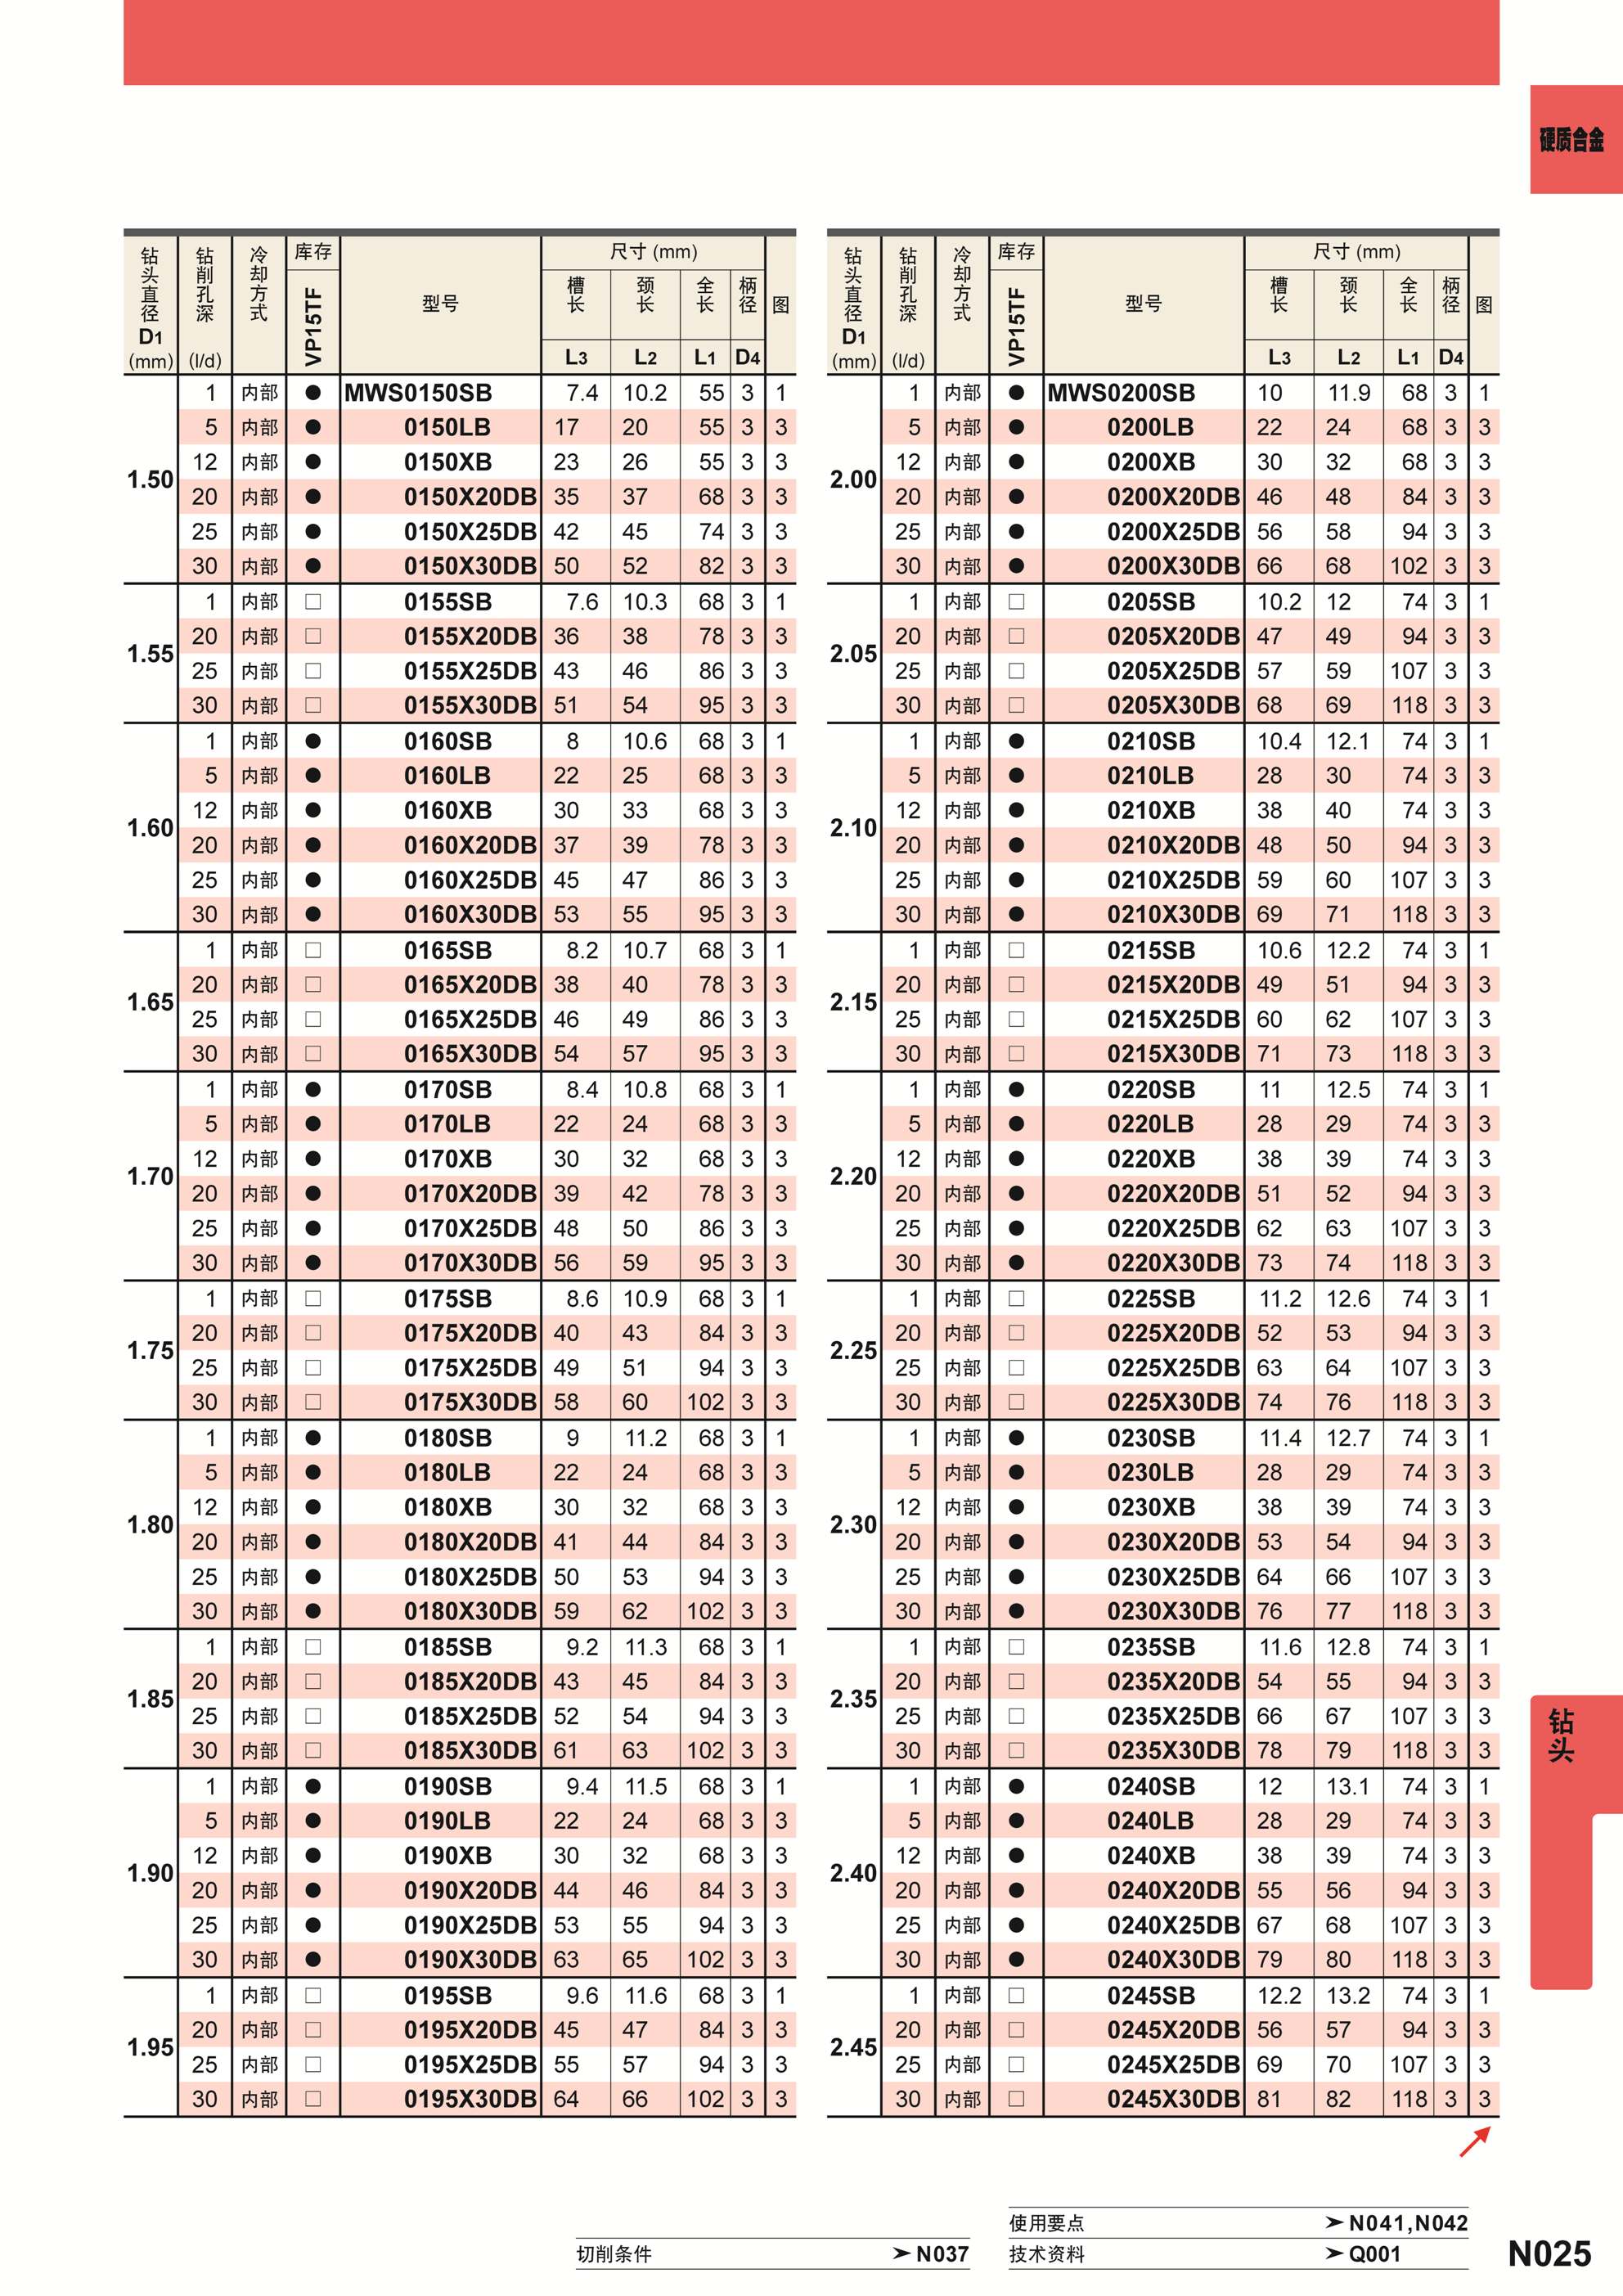 硬质合金
钻头直径 D1 (mm) 钻削孔深 (l/d) 冷却方式 库存 VP15TF 型号 尺寸 (mm) 槽长 L3 颈长 L2 全长 L1 柄径 D4 图
1.50
1 内部 ● MWS0150SB 7.4 10.2 55 3 1
5 内部 ● 0150LB 17 20 55 3 3
12 内部 ● 0150XB 23 26 55 3 3
20 内部 ● 0150X20DB 35 37 68 3 3
25 内部 ● 0150X25DB 42 45 74 3 3
30 内部 ● 0150X30DB 50 52 82 3 3
1.55
1 内部 □ 0155SB 7.6 10.3 68 3 1
20 内部 □ 0155X20DB 36 38 78 3 3
25 内部 □ 0155X25DB 43 46 86 3 3
30 内部 □ 0155X30DB 51 54 95 3 3
1.60
1 内部 ● 0160SB 8 10.6 68 3 1
5 内部 ● 0160LB 22 25 68 3 3
12 内部 ● 0160XB 30 33 68 3 3
20 内部 ● 0160X20DB 37 39 78 3 3
25 内部 ● 0160X25DB 45 47 86 3 3
30 内部 ● 0160X30DB 53 55 95 3 3
1.65
1 内部 □ 0165SB 8.2 10.7 68 3 1
20 内部 □ 0165X20DB 38 40 78 3 3
25 内部 □ 0165X25DB 46 49 86 3 3
30 内部 □ 0165X30DB 54 57 95 3 3
1.70
1 内部 ● 0170SB 8.4 10.8 68 3 1
5 内部 ● 0170LB 22 24 68 3 3
12 内部 ● 0170XB 30 32 68 3 3
20 内部 ● 0170X20DB 39 42 78 3 3
25 内部 ● 0170X25DB 48 50 86 3 3
30 内部 ● 0170X30DB 56 59 95 3 3
1.75
1 内部 □ 0175SB 8.6 10.9 68 3 1
20 内部 □ 0175X20DB 40 43 84 3 3
25 内部 □ 0175X25DB 49 51 94 3 3
30 内部 □ 0175X30DB 58 60 102 3 3
1.80
1 内部 ● 0180SB 9 11.2 68 3 1
5 内部 ● 0180LB 22 24 68 3 3
12 内部 ● 0180XB 30 32 68 3 3
20 内部 ● 0180X20DB 41 44 84 3 3
25 内部 ● 0180X25DB 50 53 94 3 3
30 内部 ● 0180X30DB 59 62 102 3 3
1.85
1 内部 □ 0185SB 9.2 11.3 68 3 1
20 内部 □ 0185X20DB 43 45 84 3 3
25 内部 □ 0185X25DB 52 54 94 3 3
30 内部 □ 0185X30DB 61 63 102 3 3
1.90
1 内部 ● 0190SB 9.4 11.5 68 3 1
5 内部 ● 0190LB 22 24 68 3 3
12 内部 ● 0190XB 30 32 68 3 3
20 内部 ● 0190X20DB 44 46 84 3 3
25 内部 ● 0190X25DB 53 55 94 3 3
30 内部 ● 0190X30DB 63 65 102 3 3
1.95
1 内部 □ 0195SB 9.6 11.6 68 3 1
20 内部 □ 0195X20DB 45 47 84 3 3
25 内部 □ 0195X25DB 55 57 94 3 3
30 内部 □ 0195X30DB 64 66 102 3 3
钻头直径 D1 (mm) 钻削孔深 (l/d) 冷却方式 库存 VP15TF 型号 尺寸 (mm) 槽长 L3 颈长 L2 全长 L1 柄径 D4 图
2.00
1 内部 ● MWS0200SB 10 11.9 68 3 1
5 内部 ● 0200LB 22 24 68 3 3
12 内部 ● 0200XB 30 32 68 3 3
20 内部 ● 0200X20DB 46 48 84 3 3
25 内部 ● 0200X25DB 56 58 94 3 3
30 内部 ● 0200X30DB 66 68 102 3 3
2.05
1 内部 □ 0205SB 10.2 12 74 3 1
20 内部 □ 0205X20DB 47 49 94 3 3
25 内部 □ 0205X25DB 57 59 107 3 3
30 内部 □ 0205X30DB 68 69 118 3 3
2.10
1 内部 ● 0210SB 10.4 12.1 74 3 1
5 内部 ● 0210LB 28 30 74 3 3
12 内部 ● 0210XB 38 40 74 3 3
20 内部 ● 0210X20DB 48 50 94 3 3
25 内部 ● 0210X25DB 59 60 107 3 3
30 内部 ● 0210X30DB 69 71 118 3 3
2.15
1 内部 □ 0215SB 10.6 12.2 74 3 1
20 内部 □ 0215X20DB 49 51 94 3 3
25 内部 □ 0215X25DB 60 62 107 3 3
30 内部 □ 0215X30DB 71 73 118 3 3
2.20
1 内部 ● 0220SB 11 12.5 74 3 1
5 内部 ● 0220LB 28 29 74 3 3
12 内部 ● 0220XB 38 39 74 3 3
20 内部 ● 0220X20DB 51 52 94 3 3
25 内部 ● 0220X25DB 62 63 107 3 3
30 内部 ● 0220X30DB 73 74 118 3 3
2.25
1 内部 □ 0225SB 11.2 12.6 74 3 1
20 内部 □ 0225X20DB 52 53 94 3 3
25 内部 □ 0225X25DB 63 64 107 3 3
30 内部 □ 0225X30DB 74 76 118 3 3
2.30
1 内部 ● 0230SB 11.4 12.7 74 3 1
5 内部 ● 0230LB 28 29 74 3 3
12 内部 ● 0230XB 38 39 74 3 3
20 内部 ● 0230X20DB 53 54 94 3 3
25 内部 ● 0230X25DB 64 66 107 3 3
30 内部 ● 0230X30DB 76 77 118 3 3
2.35
1 内部 □ 0235SB 11.6 12.8 74 3 1
20 内部 □ 0235X20DB 54 55 94 3 3
25 内部 □ 0235X25DB 66 67 107 3 3
30 内部 □ 0235X30DB 78 79 118 3 3
2.40
1 内部 ● 0240SB 12 13.1 74 3 1
5 内部 ● 0240LB 28 29 74 3 3
12 内部 ● 0240XB 38 39 74 3 3
20 内部 ● 0240X20DB 55 56 94 3 3
25 内部 ● 0240X25DB 67 68 107 3 3
30 内部 ● 0240X30DB 79 80 118 3 3
2.45
1 内部 □ 0245SB 12.2 13.2 74 3 1
20 内部 □ 0245X20DB 56 57 94 3 3
25 内部 □ 0245X25DB 69 70 107 3 3
30 内部 □ 0245X30DB 81 82 118 3 3
钻头
切削条件 ➤ N037
使用要点 ➤ N041,N042
技术资料 ➤ Q001
N025